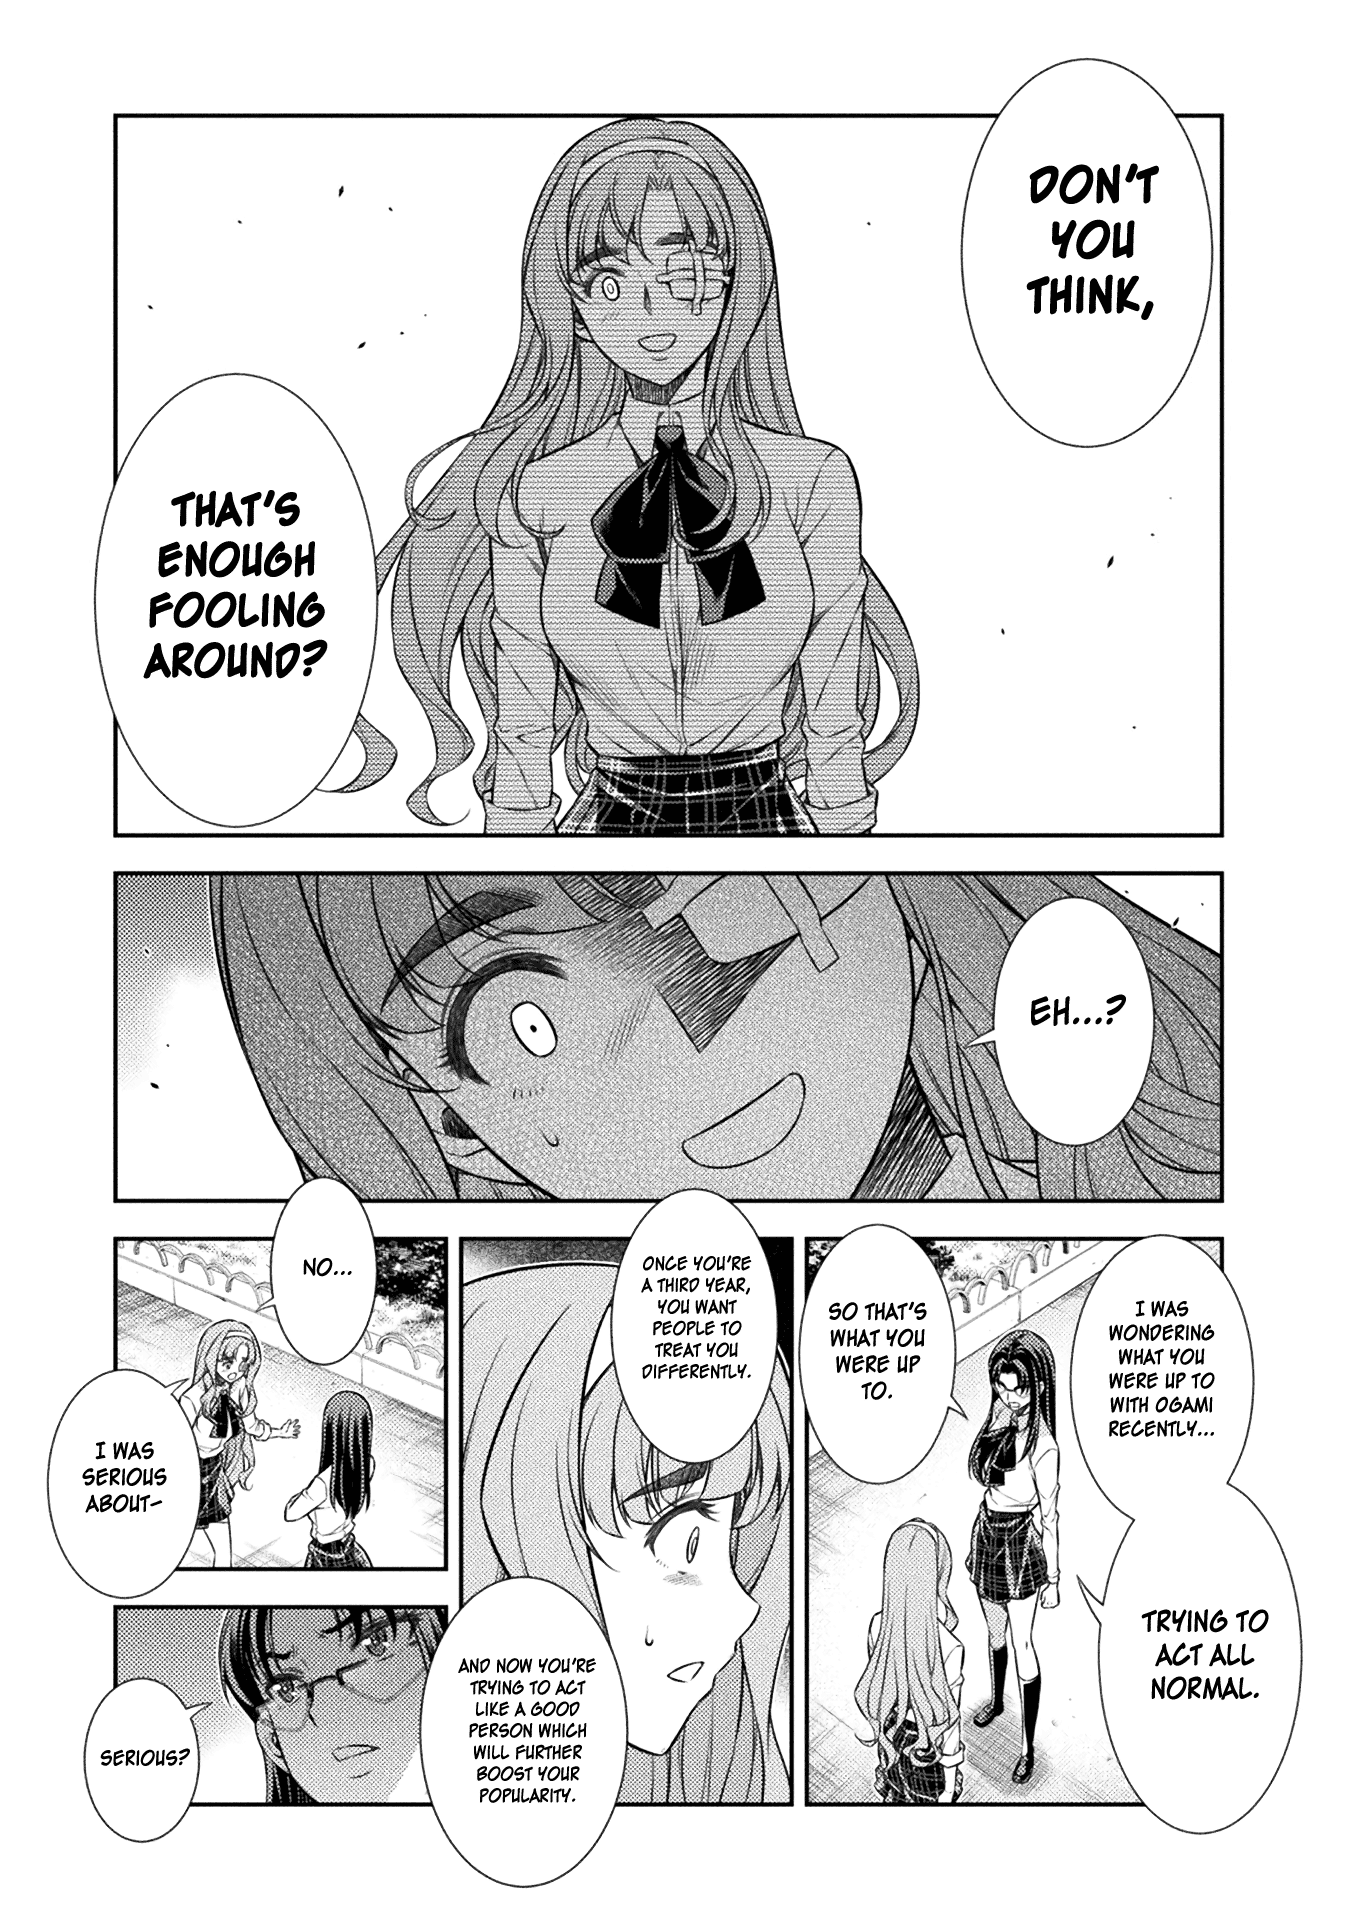 DON'T
YOU
THINK,
THAT'S
ENOUGH
FOOLING
AROUND?
EH...?
I WAS
WONDERING
WHAT YOU
WERE UP TO
WITH OGAMI
RECENTLY...
TRYING TO
ACT ALL
NORMAL.
SO THAT'S
WHAT YOU
WERE UP
TO.
ONCE YOU'RE
A THIRD YEAR,
YOU WANT
PEOPLE TO
TREAT YOU
DIFFERENTLY.
AND NOW YOU'RE
TRYING TO ACT
LIKE A GOOD
PERSON WHICH
WILL FURTHER
BOOST YOUR
POPULARITY.
NO...
I WAS
SERIOUS
ABOUT-
SERIOUS?